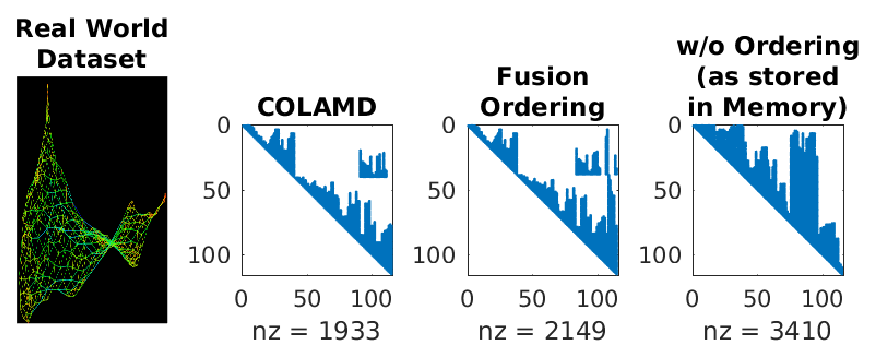 Real World
Dataset
COLAMD
0
50
100
0 50 100
nz = 1933
Fusion
Ordering
0
50
100
0 50 100
nz = 2149
w/o Ordering
(as stored
in Memory)
0
50
100
0 50 100
nz = 3410